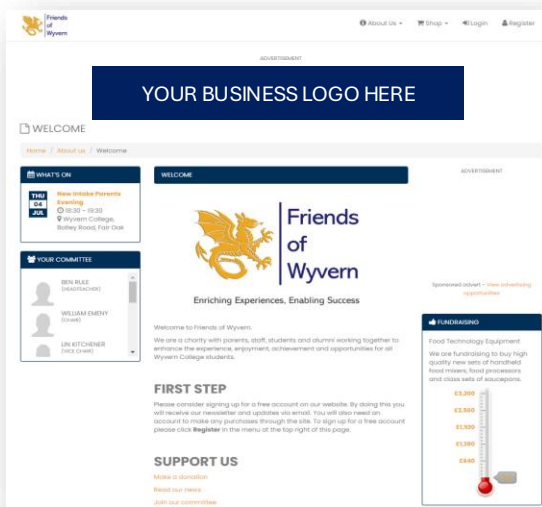 Friends
of
Wyvern
About Us
Shop
Login
Register
ADVERTISEMENT
YOUR BUSINESS LOGO HERE
WELCOME
Home / About us / Welcome
WHAT'S ON
THU
04
JUL
New Intake Parents
Evening
18:30 - 19:30
Wyvern College,
Botley Road, Fair Oak
YOUR COMMITTEE
BEN RULE
(HEADTEACHER)
WILLIAM EMENY
(CHAIR)
LIN KITCHENER
(VICE CHAIR)
WELCOME
Friends
of
Wyvern
Enriching Experiences, Enabling Success
Welcome to Friends of Wyvern.
We are a charity with parents, staff, students and alumni working together to
enhance the experience, enjoyment, achievement and opportunities for all
Wyvern College students.
FIRST STEP
Please consider signing up for a free account on our website. By doing this you
will receive our newsletter and updates via email. You will also need an
account to make any purchases through the site. To sign up for a free account
please click Register in the menu at the top right of this page.
SUPPORT US
Make a donation
Read our news
Join our committee
ADVERTISEMENT
Sponsored advert - View advertising
opportunities
FUNDRAISING
Food Technology Equipment
We are fundraising to buy high
quality new sets of handheld
food mixers, food processors
and class sets of saucepans.
£3,200
£2,560
£1,920
£1,280
£640